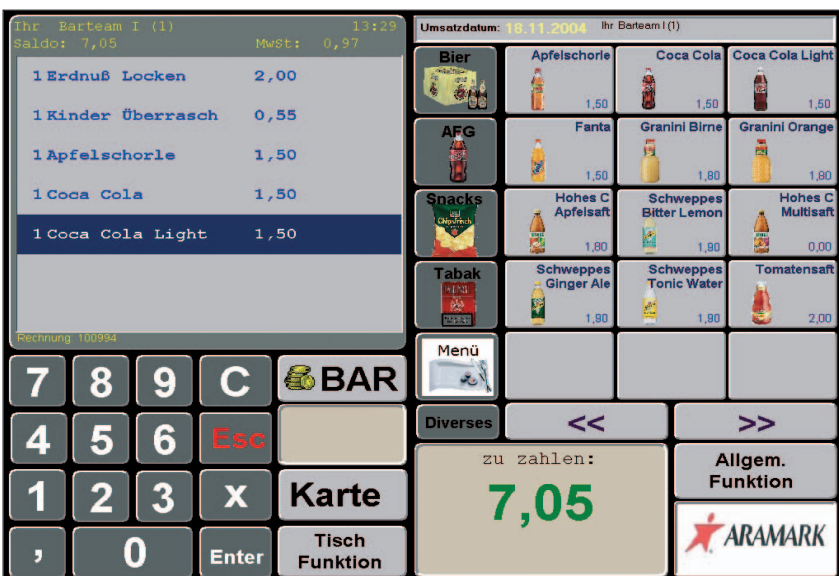 Ihr Barteam I (1) 13:29
Saldo: 7,05 MwSt: 0,97
1 Erdnuß Locken 2,00
1 Kinder Überrasch 0,55
1 Apfelschorle 1,50
1 Coca Cola 1,50
1 Coca Cola Light 1,50
Rechnung 100994
7 8 9 C BAR
4 5 6 Esc
1 2 3 X Karte
, 0 Enter Tisch
Funktion
Umsatzdatum: 18.11.2004 Ihr Barteam I (1)
Bier
AFG
Snacks
Chipsfrisch
Tabak
Menü
Diverses
Apfelschorle Coca Cola Coca Cola Light
1,50 1,50 1,50
Fanta Granini Birne Granini Orange
1,50 1,80 1,80
Hohes C Schweppes Hohes C
Apfelsaft Bitter Lemon Multisaft
1,80 1,90 0,00
Schweppes Schweppes Tomatensaft
Ginger Ale Tonic Water
1,90 1,90 2,00
<< >>
zu zahlen:
7,05
Allgem.
Funktion
ARAMARK